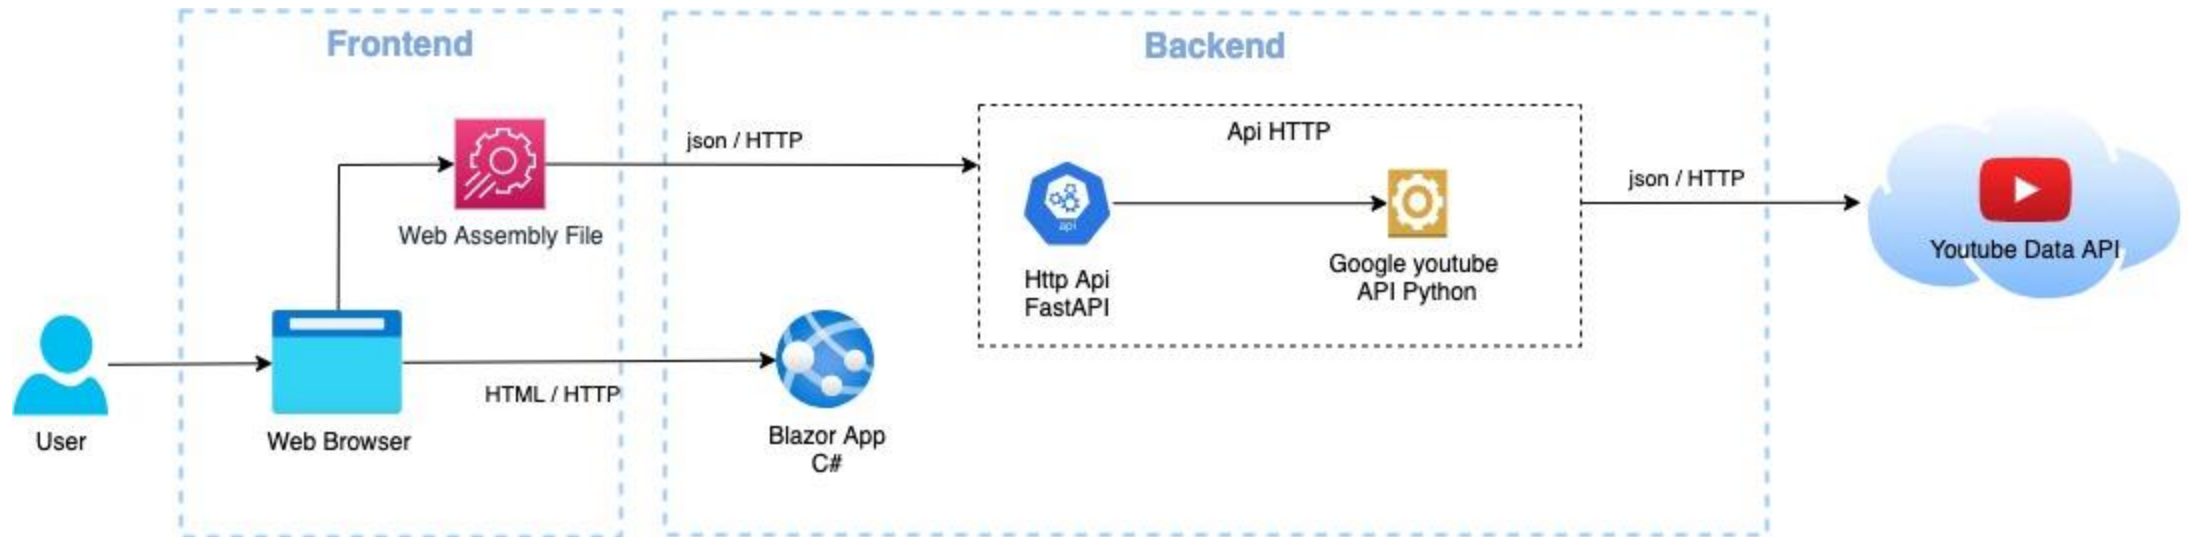 Frontend
Backend
json / HTTP
Api HTTP
api
json / HTTP
Web Assembly File
Youtube Data API
Http Api
FastAPI
Google youtube
API Python
HTML / HTTP
User
Web Browser
Blazor App
C#